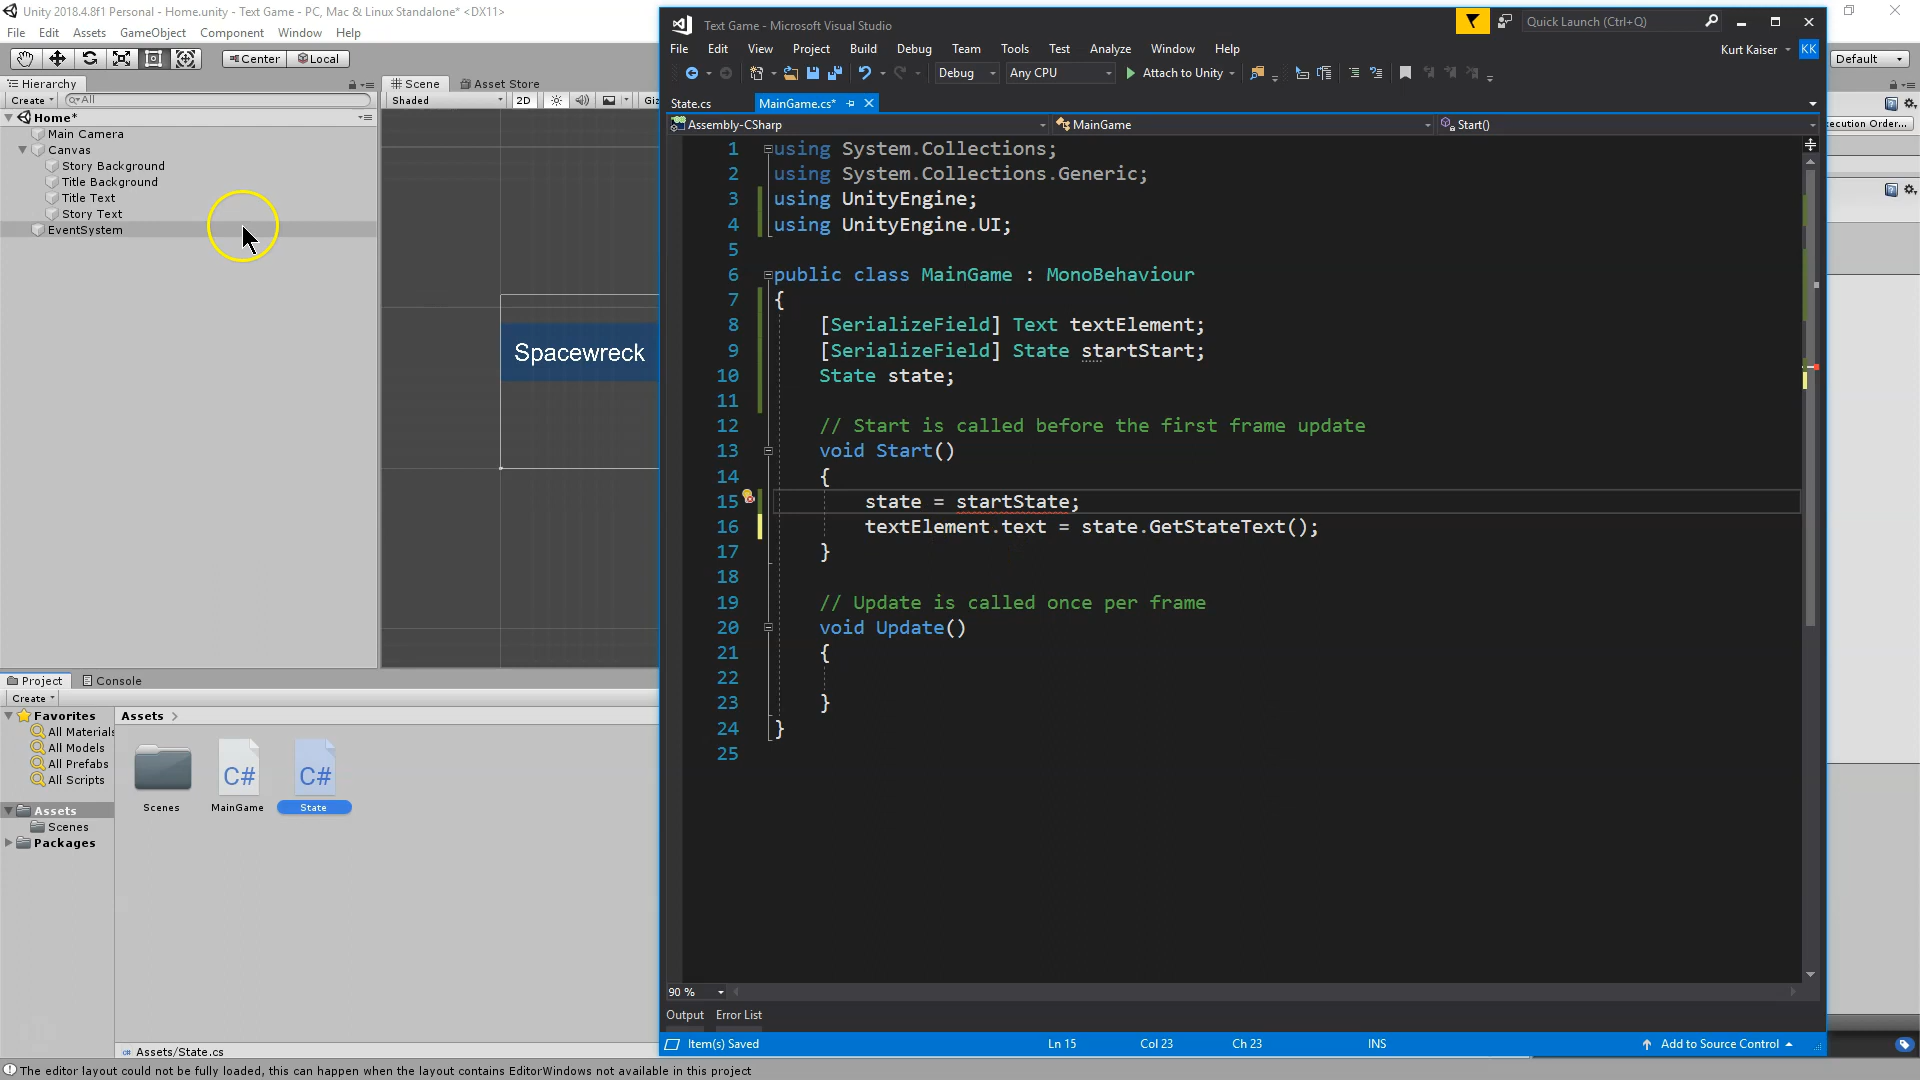 Unity 2018.4.8f1 Personal - Home.unity - Text Game - PC, Mac & Linux Standalone* <DX11>
File Edit Assets GameObject Component Window Help
Center Local
Default
Hierarchy
Create All
Home*
Main Camera
Canvas
Story Background
Title Background
Title Text
Story Text
EventSystem
Scene Asset Store
Shaded 2D Giz
Spacewreck
Text Game - Microsoft Visual Studio
Quick Launch (Ctrl+Q)
File Edit View Project Build Debug Team Tools Test Analyze Window Help
Kurt Kaiser KK
Debug Any CPU Attach to Unity
State.cs MainGame.cs*
Assembly-CSharp MainGame Start()
ecution Order...
1 using System.Collections;
2 using System.Collections.Generic;
3 using UnityEngine;
4 using UnityEngine.UI;
5
6 public class MainGame : MonoBehaviour
7 {
8 [SerializeField] Text textElement;
9 [SerializeField] State startStart;
10 State state;
11
12 // Start is called before the first frame update
13 void Start()
14 {
15 state = startState;
16 textElement.text = state.GetStateText();
17 }
18
19 // Update is called once per frame
20 void Update()
21 {
22
23 }
24 }
25
90 %
Output Error List
Item(s) Saved Ln 15 Col 23 Ch 23 INS Add to Source Control
Project Console
Create
Favorites
All Materials
All Models
All Prefabs
All Scripts
Assets
Scenes
Packages
Assets
Scenes
C# MainGame
C# State
Assets/State.cs
The editor layout could not be fully loaded, this can happen when the layout contains EditorWindows not available in this project